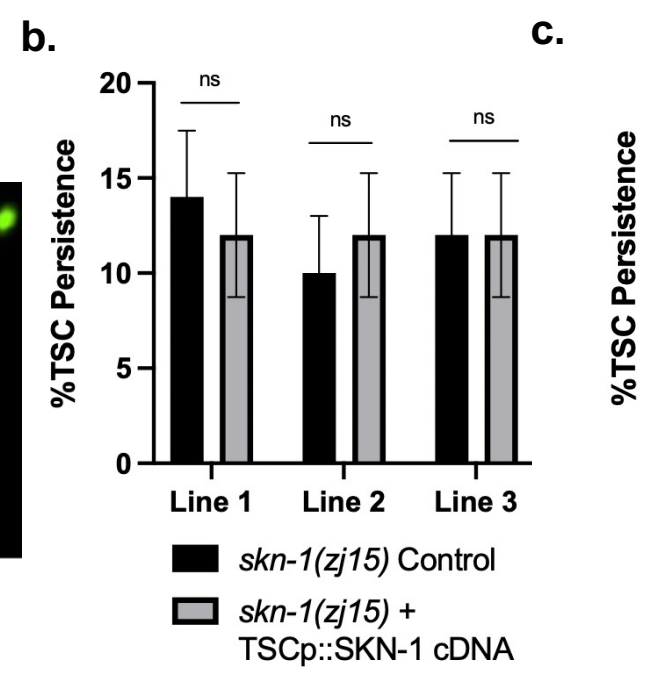 b.
c.
%TSC Persistence
20
15
10
5
0
ns
ns
ns
Line 1
Line 2
Line 3
skn-1(zj15) Control
skn-1(zj15) +
TSCp::SKN-1 cDNA
%TSC Persistence